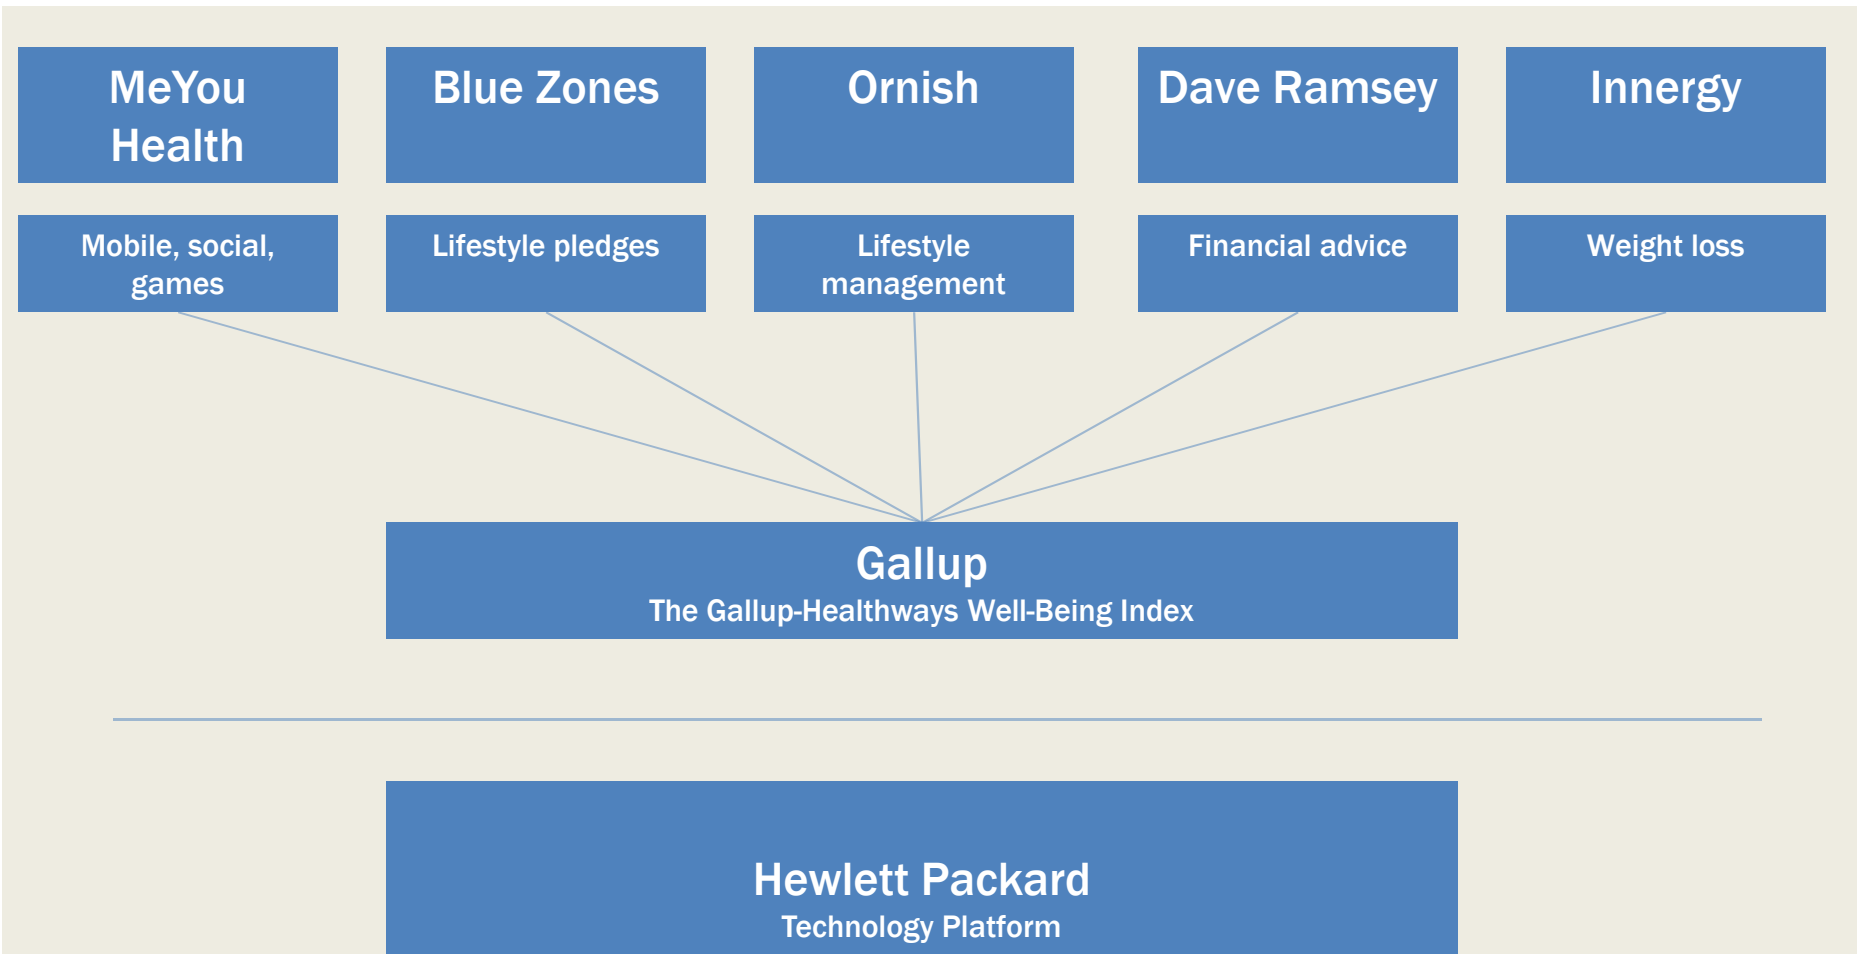 MeYou
Health
Blue Zones
Ornish
Dave Ramsey
Innergy
Mobile, social,
games
Lifestyle pledges
Lifestyle
management
Financial advice
Weight loss
Gallup
The Gallup-Healthways Well-Being Index
Hewlett Packard
Technology Platform